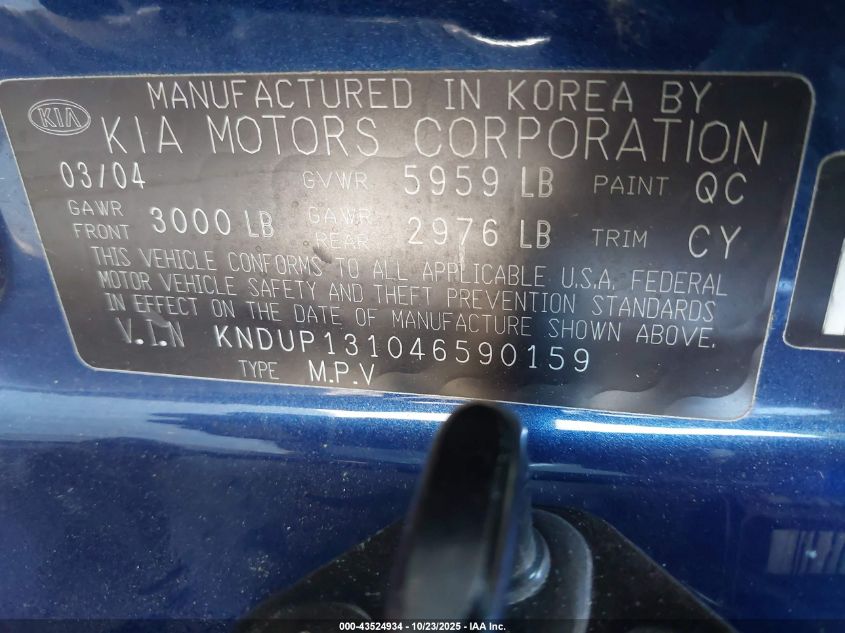 MANUFACTURED IN KOREA BY
KIA
KIA MOTORS CORPORATION
03/04 GVWR 5959 LB PAINT QC
GAWR FRONT 3000 LB GAWR REAR 2976 LB TRIM CY
THIS VEHICLE CONFORMS TO ALL APPLICABLE U.S.A. FEDERAL
MOTOR VEHICLE SAFETY AND THEFT PREVENTION STANDARDS
IN EFFECT ON THE DATE OF MANUFACTURE SHOWN ABOVE.
V.I.N KNDUP131046590159
TYPE M.P.V
000-43524934 - 10/23/2025 - © Copyright 2025 - IAA Inc.